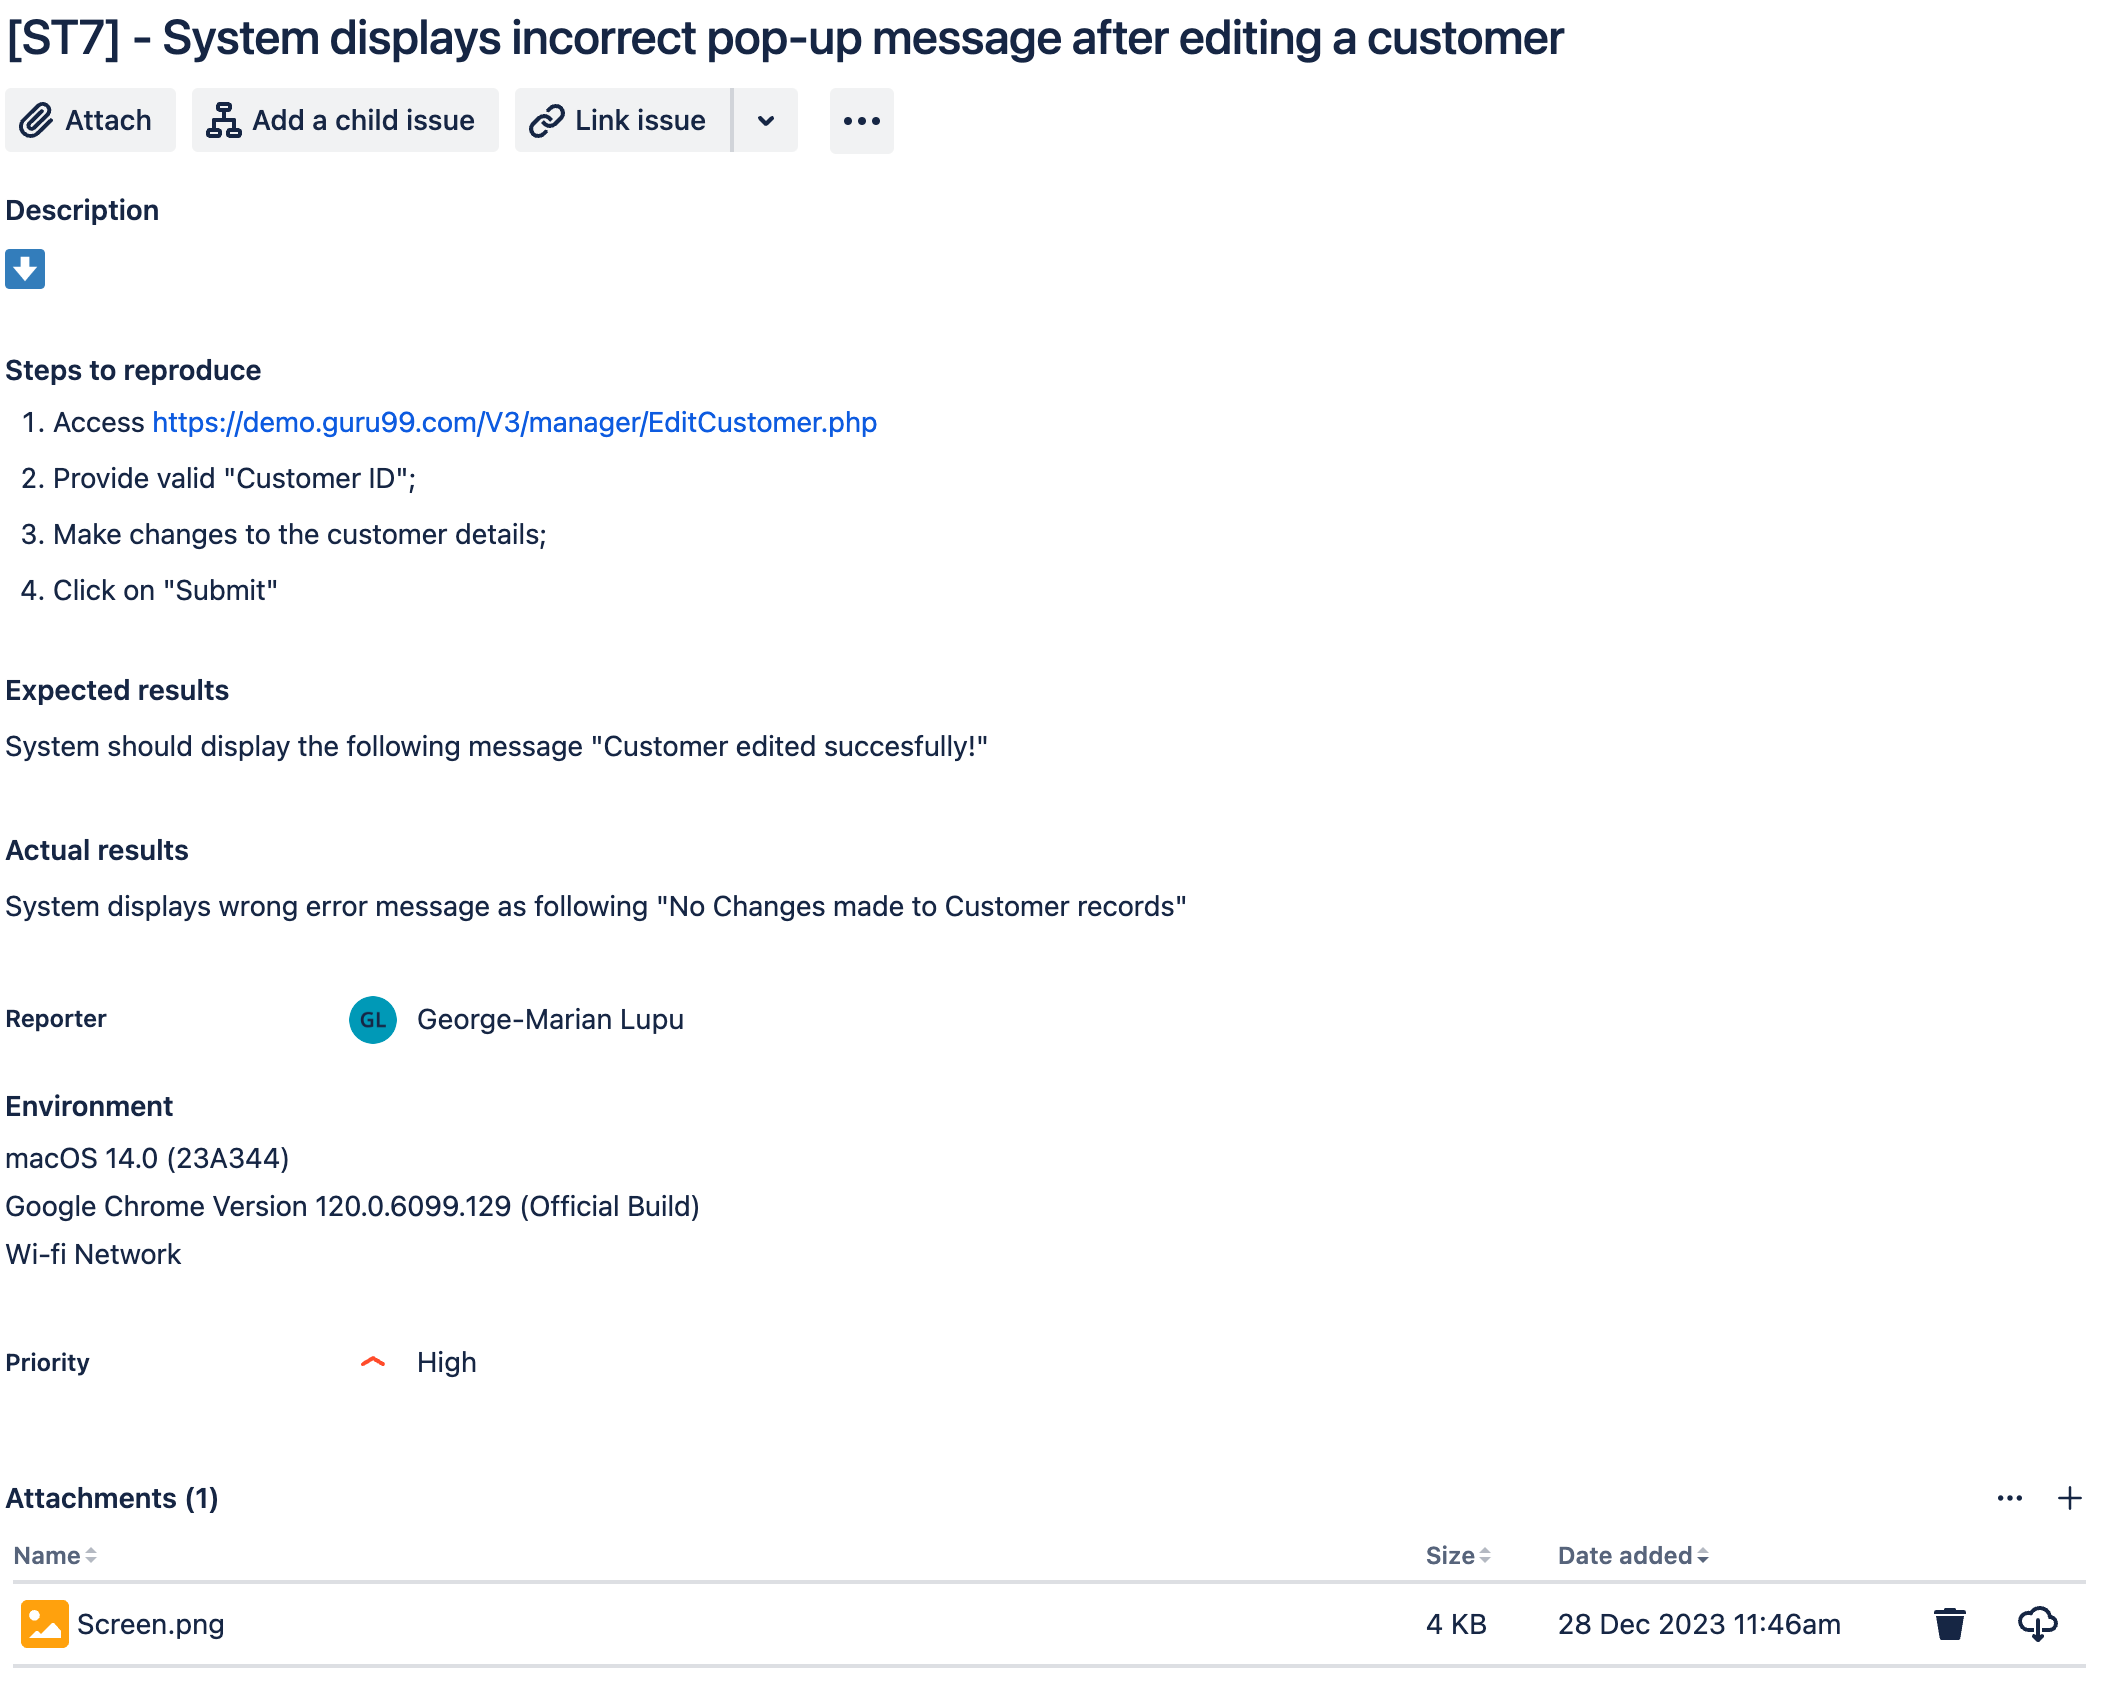 [ST7] - System displays incorrect pop-up message after editing a customer
Attach
Add a child issue
Link issue
Description
Steps to reproduce
1. Access https://demo.guru99.com/V3/manager/EditCustomer.php
2. Provide valid "Customer ID";
3. Make changes to the customer details;
4. Click on "Submit"
Expected results
System should display the following message "Customer edited succesfully!"
Actual results
System displays wrong error message as following "No Changes made to Customer records"
Reporter GL George-Marian Lupu
Environment
macOS 14.0 (23A344)
Google Chrome Version 120.0.6099.129 (Official Build)
Wi-fi Network
Priority High
Attachments (1)
Name Size Date added
Screen.png 4 KB 28 Dec 2023 11:46am